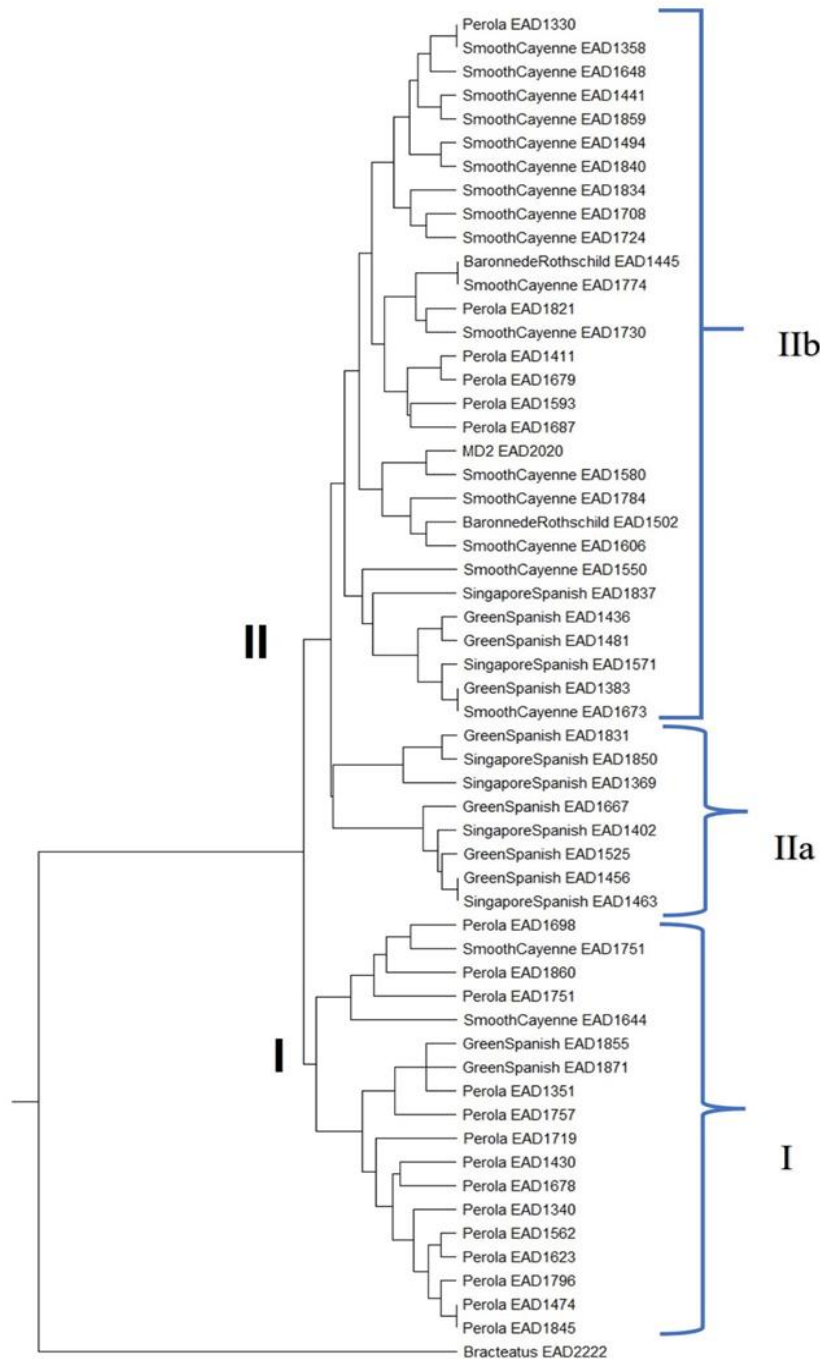 Perola EAD1330
SmoothCayenne EAD1358
SmoothCayenne EAD1648
SmoothCayenne EAD1441
SmoothCayenne EAD1859
SmoothCayenne EAD1494
SmoothCayenne EAD1840
SmoothCayenne EAD1834
SmoothCayenne EAD1708
SmoothCayenne EAD1724
BaronnedeRothschild EAD1445
SmoothCayenne EAD1774
Perola EAD1821
SmoothCayenne EAD1730
IIb
Perola EAD1411
Perola EAD1679
Perola EAD1593
Perola EAD1687
MD2 EAD2020
SmoothCayenne EAD1580
SmoothCayenne EAD1784
BaronnedeRothschild EAD1502
SmoothCayenne EAD1606
SmoothCayenne EAD1550
SingaporeSpanish EAD1837
GreenSpanish EAD1436
GreenSpanish EAD1481
II
SingaporeSpanish EAD1571
GreenSpanish EAD1383
SmoothCayenne EAD1673
GreenSpanish EAD1831
SingaporeSpanish EAD1850
SingaporeSpanish EAD1369
GreenSpanish EAD1667
SingaporeSpanish EAD1402
GreenSpanish EAD1525
IIa
GreenSpanish EAD1456
SingaporeSpanish EAD1463
Perola EAD1698
SmoothCayenne EAD1751
Perola EAD1860
Perola EAD1751
SmoothCayenne EAD1644
GreenSpanish EAD1855
I
GreenSpanish EAD1871
Perola EAD1351
Perola EAD1757
Perola EAD1719
Perola EAD1430
I
Perola EAD1678
Perola EAD1340
Perola EAD1562
Perola EAD1623
Perola EAD1796
Perola EAD1474
Perola EAD1845
Bracteatus EAD2222